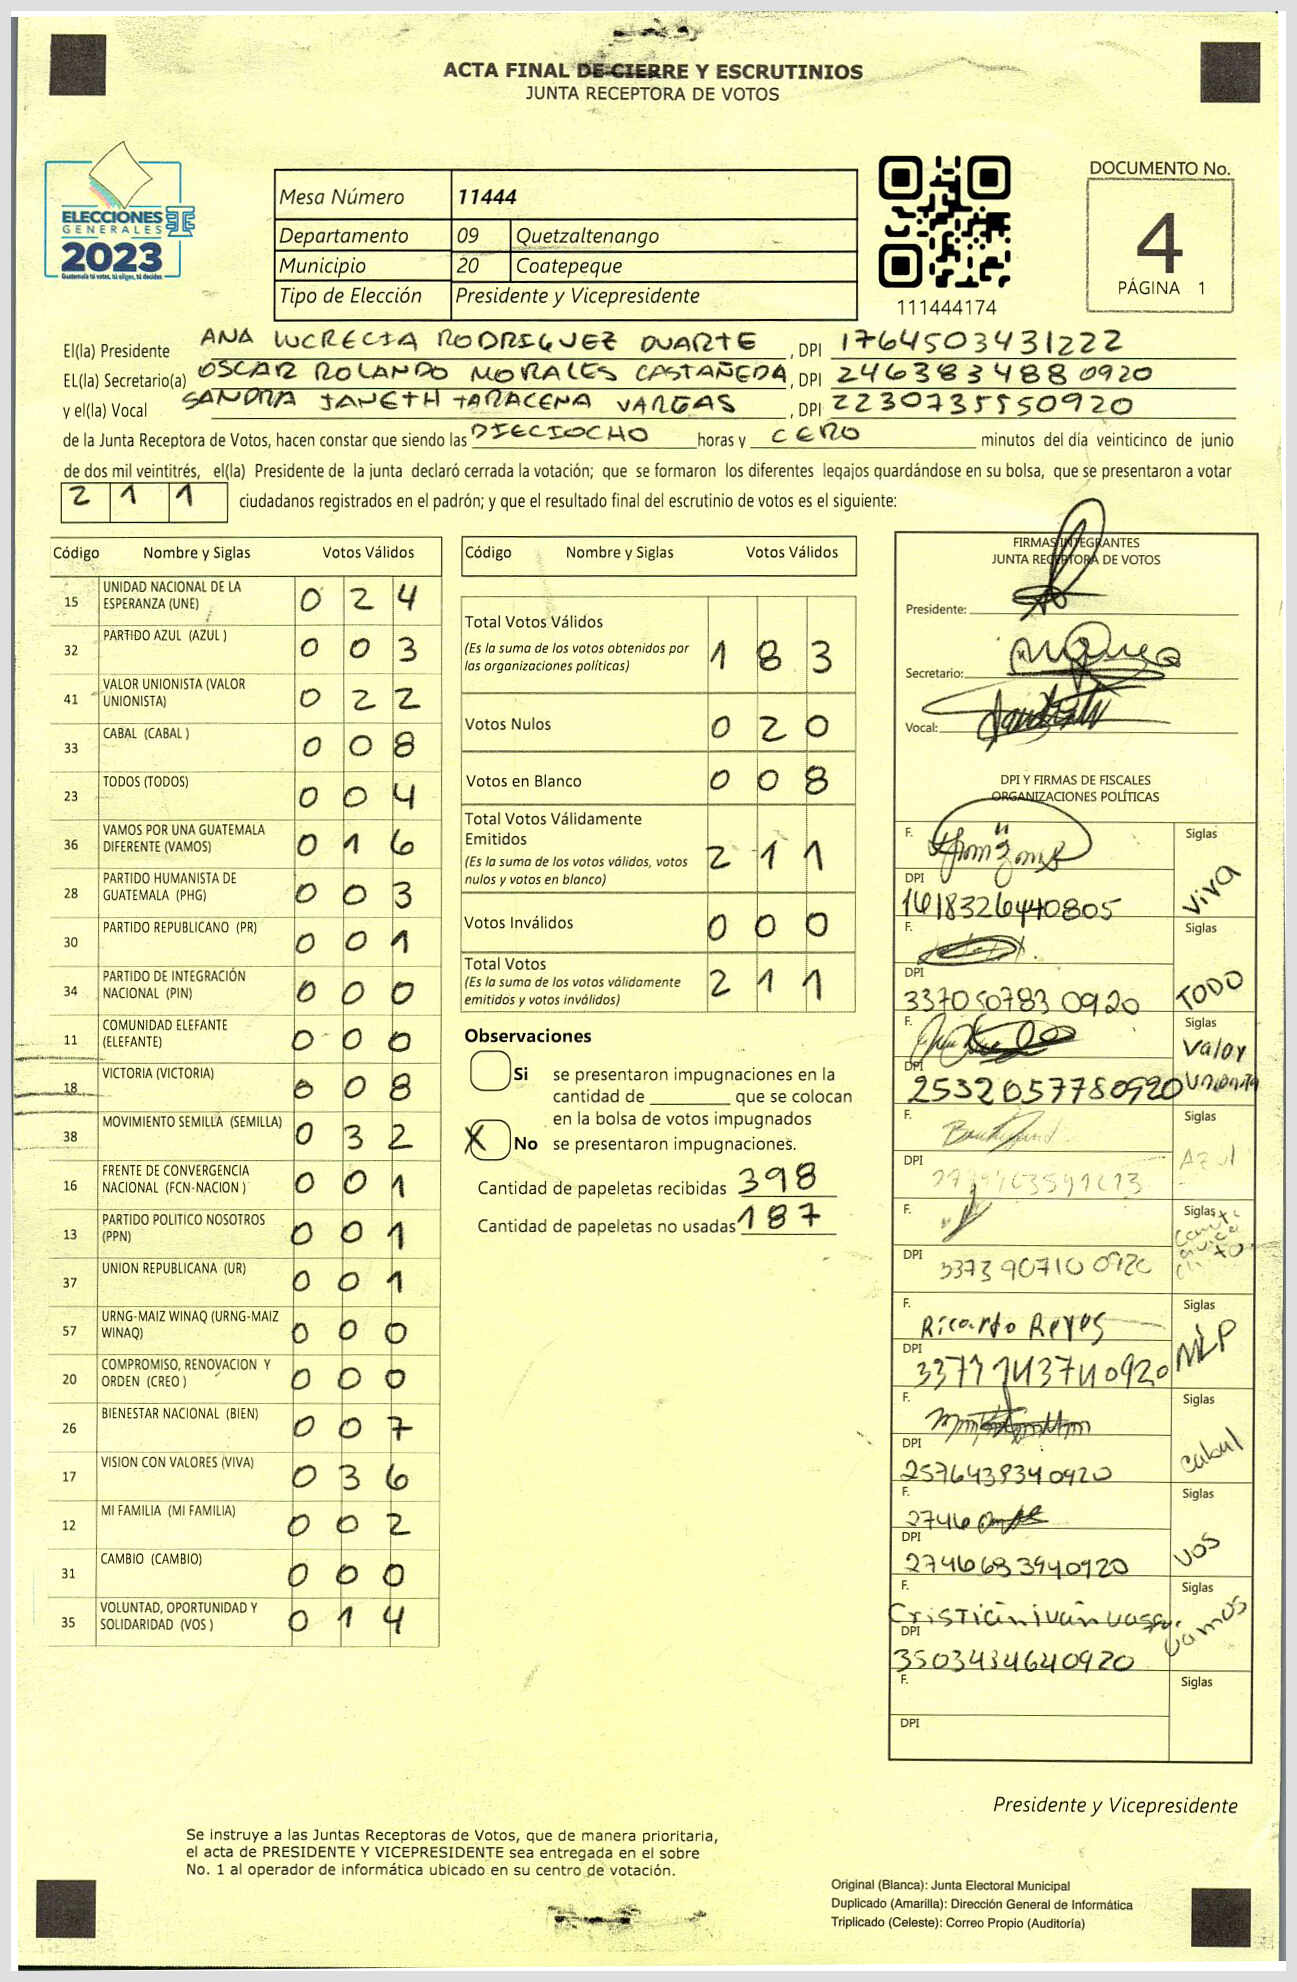 ACTA FINAL DE CIERRE Y ESCRUTINIOS
JUNTA RECEPTORA DE VOTOS
ELECCIONES
GENERALES
2023
Guatemala tú votas, tú eliges, tú decides
Mesa Número 11444
Departamento 09 Quetzaltenango
Municipio 20 Coatepeque
Tipo de Elección Presidente y Vicepresidente
111444174
DOCUMENTO No.
4
PÁGINA 1
El(la) Presidente ANA LUCRECIA RODRIGUEZ DUARTE, DPI 1764503431222
EL(la) Secretario(a) OSCAR ROLANDO MORALES CASTAÑEDA, DPI 2463834880920
y el(la) Vocal SANDRA JANETH TARACENA VARGAS, DPI 2230735550920
de la Junta Receptora de Votos, hacen constar que siendo las DIECIOCHO horas y CERO minutos del día veinticinco de junio
de dos mil veintitrés, el(la) Presidente de la junta declaró cerrada la votación; que se formaron los diferentes legajos guardándose en su bolsa, que se presentaron a votar
2 1 1 ciudadanos registrados en el padrón; y que el resultado final del escrutinio de votos es el siguiente:
Código Nombre y Siglas Votos Válidos
15 UNIDAD NACIONAL DE LA ESPERANZA (UNE) 0 2 4
32 PARTIDO AZUL (AZUL ) 0 0 3
41 VALOR UNIONISTA (VALOR UNIONISTA) 0 2 2
33 CABAL (CABAL ) 0 0 8
23 TODOS (TODOS) 0 0 4
36 VAMOS POR UNA GUATEMALA DIFERENTE (VAMOS) 0 1 6
28 PARTIDO HUMANISTA DE GUATEMALA (PHG) 0 0 3
30 PARTIDO REPUBLICANO (PR) 0 0 1
34 PARTIDO DE INTEGRACIÓN NACIONAL (PIN) 0 0 0
11 COMUNIDAD ELEFANTE (ELEFANTE) 0 0 0
18 VICTORIA (VICTORIA) 0 0 8
38 MOVIMIENTO SEMILLA (SEMILLA) 0 3 2
16 FRENTE DE CONVERGENCIA NACIONAL (FCN-NACION ) 0 0 1
13 PARTIDO POLITICO NOSOTROS (PPN) 0 0 1
37 UNION REPUBLICANA (UR) 0 0 1
57 URNG-MAIZ WINAQ (URNG-MAIZ WINAQ) 0 0 0
20 COMPROMISO, RENOVACION Y ORDEN (CREO ) 0 0 0
26 BIENESTAR NACIONAL (BIEN) 0 0 7
17 VISION CON VALORES (VIVA) 0 3 6
12 MI FAMILIA (MI FAMILIA) 0 0 2
31 CAMBIO (CAMBIO) 0 0 0
35 VOLUNTAD, OPORTUNIDAD Y SOLIDARIDAD (VOS ) 0 1 4
Código Nombre y Siglas Votos Válidos
Total Votos Válidos
(Es la suma de los votos obtenidos por
las organizaciones políticas) 1 8 3
Votos Nulos 0 2 0
Votos en Blanco 0 0 8
Total Votos Válidamente
Emitidos
(Es la suma de los votos válidos, votos
nulos y votos en blanco) 2 1 1
Votos Inválidos 0 0 0
Total Votos
(Es la suma de los votos válidamente
emitidos y votos inválidos) 2 1 1
Observaciones
Si se presentaron impugnaciones en la
cantidad de ________ que se colocan
en la bolsa de votos impugnados
X No se presentaron impugnaciones.
Cantidad de papeletas recibidas 398
Cantidad de papeletas no usadas 187
FIRMAS INTEGRANTES
JUNTA RECEPTORA DE VOTOS
Presidente:
Secretario:
Vocal:
DPI Y FIRMAS DE FISCALES
ORGANIZACIONES POLÍTICAS
F. Siglas
DPI viva
1618326440805
F. Siglas
DPI TODO
3370507830920
F. Siglas
DPI Valor Unionista
2532057780920
F. Siglas
DPI Azul
F. Siglas
DPI
F. Ricardo Reyes Siglas
DPI MLP
F. Siglas
DPI cabal
2576438340920
F. 2746 Siglas
DPI VOS
2746683940920
F. Cristián iván Siglas
DPI vamos
3503434640920
F. Siglas
DPI
Presidente y Vicepresidente
Se instruye a las Juntas Receptoras de Votos, que de manera prioritaria,
el acta de PRESIDENTE Y VICEPRESIDENTE sea entregada en el sobre
No. 1 al operador de informática ubicado en su centro de votación.
Original (Blanca): Junta Electoral Municipal
Duplicado (Amarilla): Dirección General de Informática
Triplicado (Celeste): Correo Propio (Auditoría)